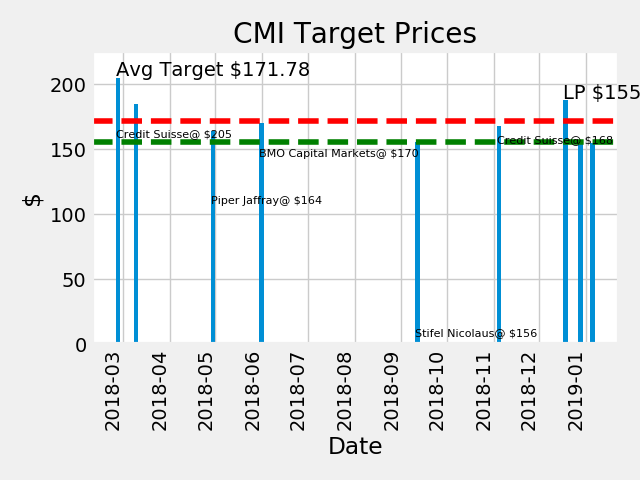 CMI Target Prices
Avg Target $171.78
LP $155
Credit Suisse@ $205
Credit Suisse@ $168
BMO Capital Markets@ $170
Piper Jaffray@ $164
Stifel Nicolaus@ $156
200
150
100
50
0
$
2018-03
2018-04
2018-05
2018-06
2018-07
2018-08
2018-09
2018-10
2018-11
2018-12
2019-01
Date